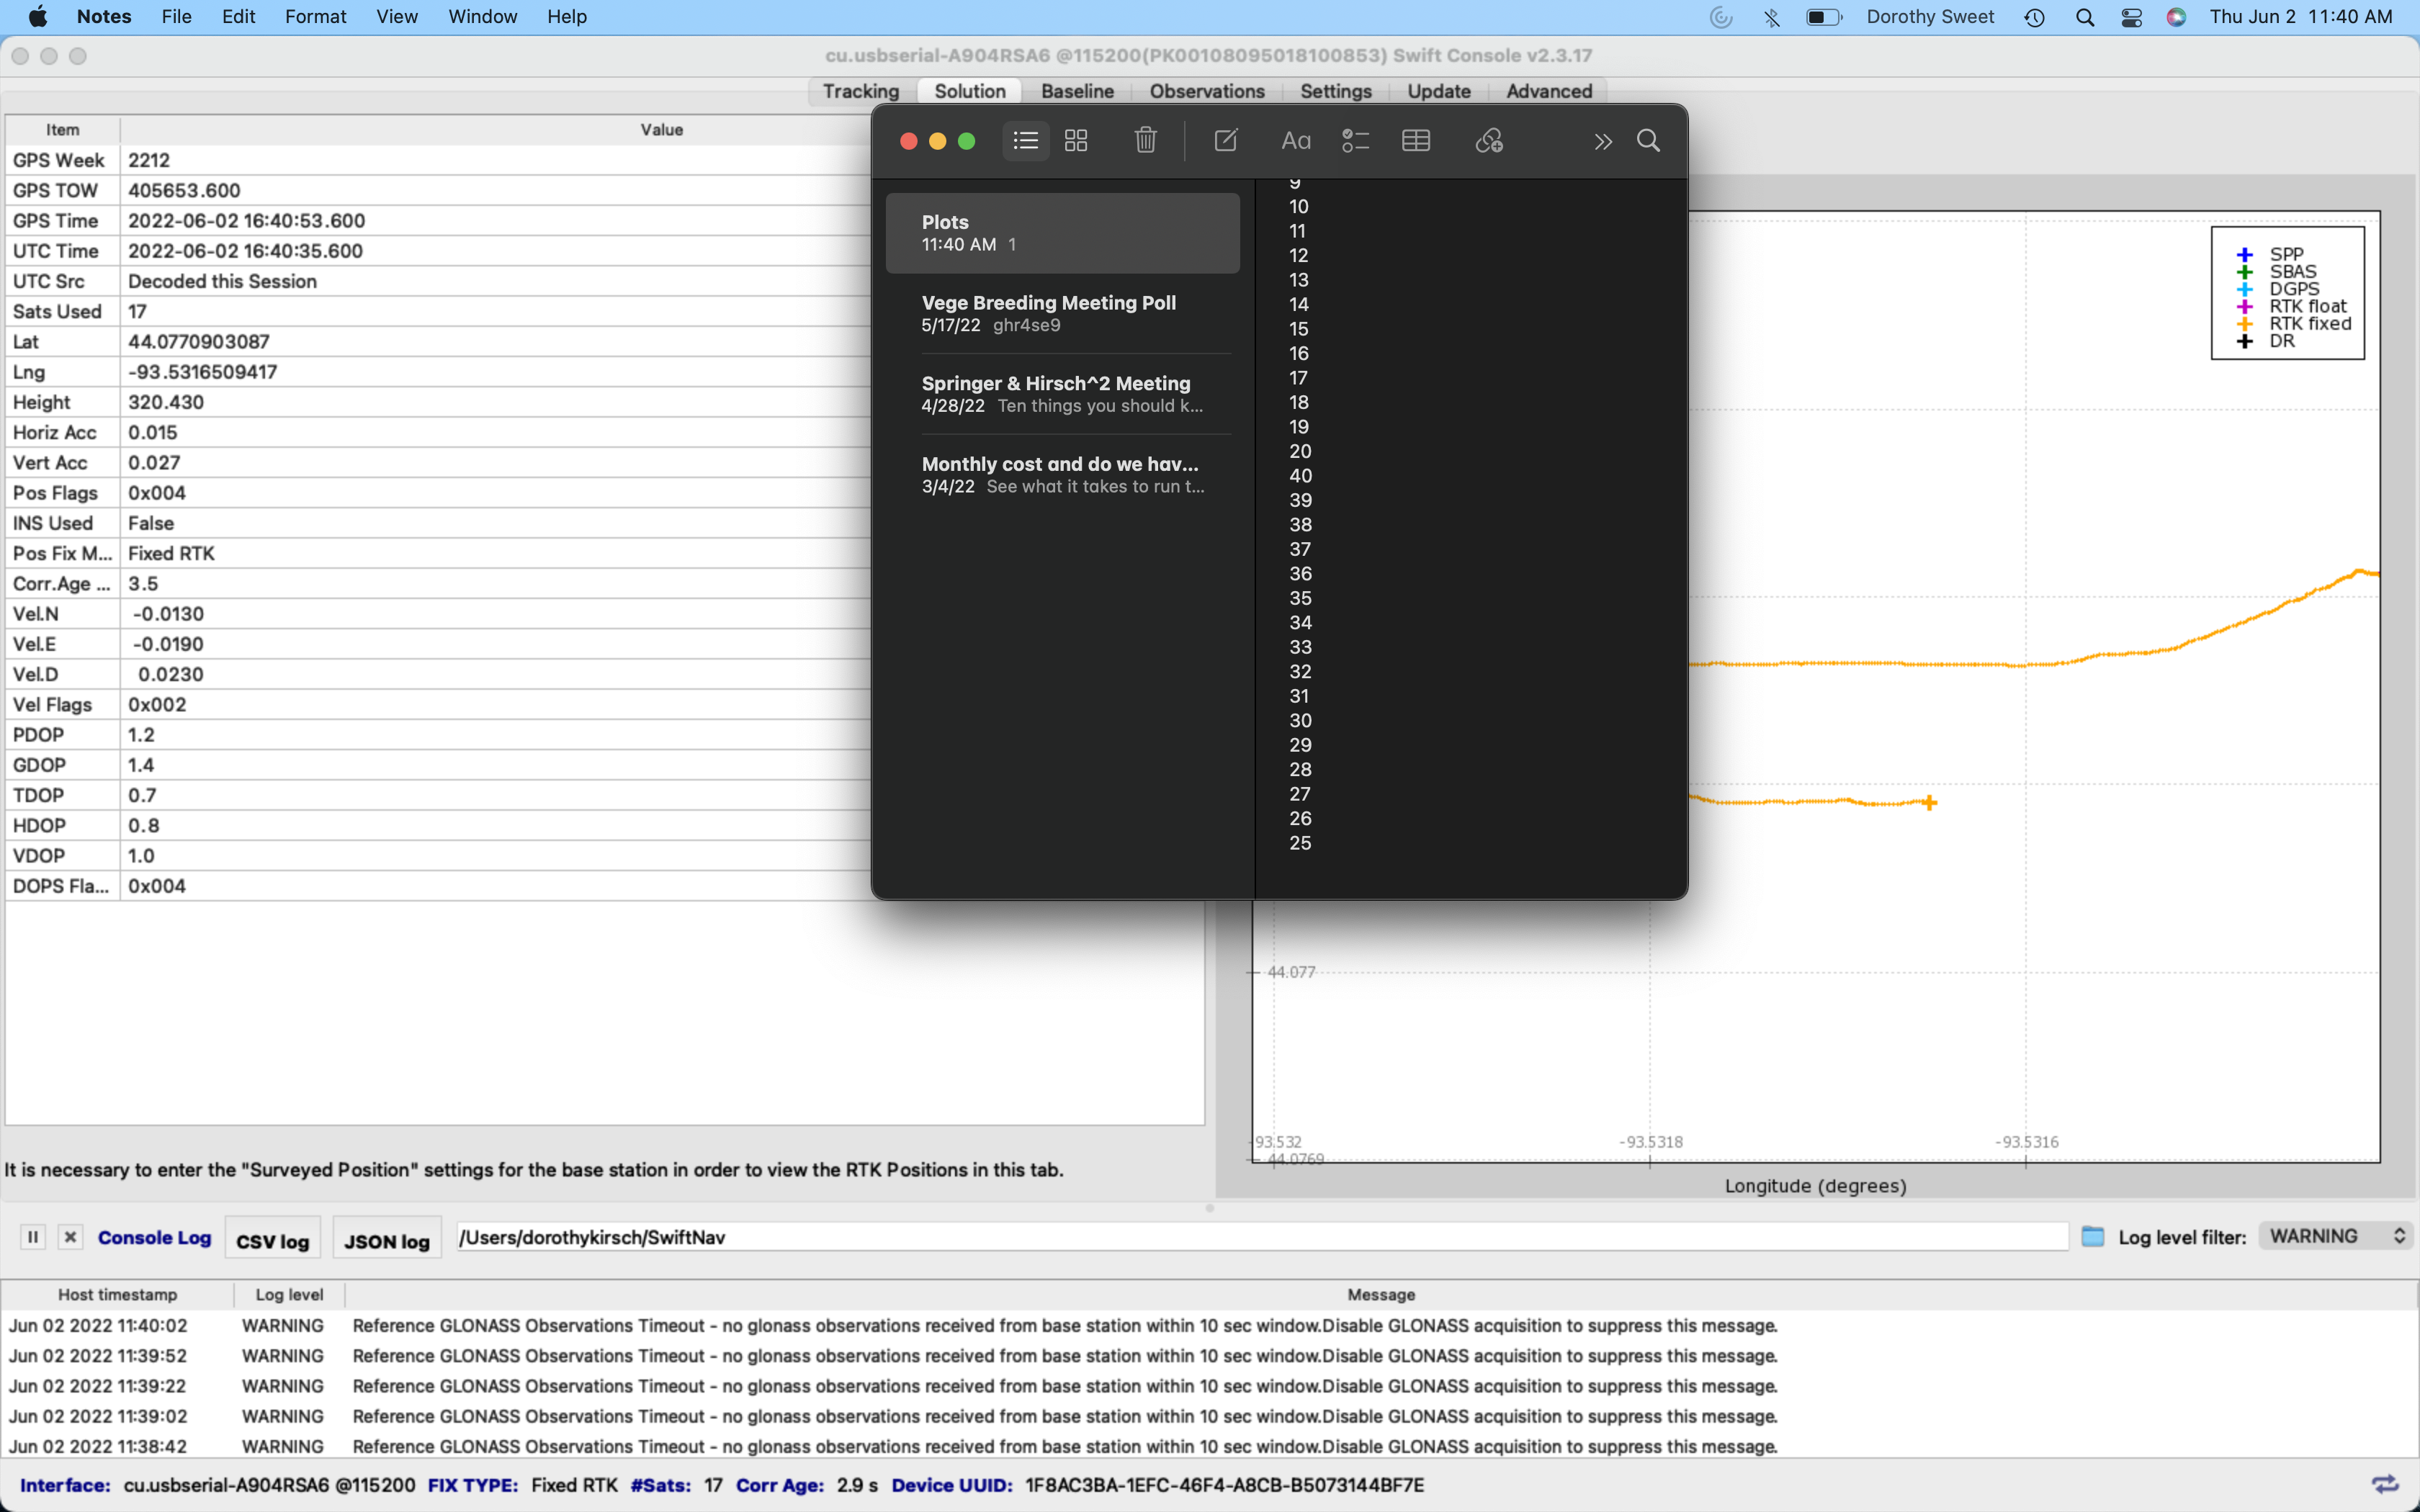 Notes File Edit Format View Window Help Dorothy Sweet Thu Jun 2 11:40 AM
cu.usbserial-A904RSA6 @115200(PK00108095018100853) Swift Console v2.3.17
Tracking Solution Baseline Observations Settings Update Advanced
Item Value
GPS Week 2212
GPS TOW 405653.600
GPS Time 2022-06-02 16:40:53.600
UTC Time 2022-06-02 16:40:35.600
UTC Src Decoded this Session
Sats Used 17
Lat 44.0770903087
Lng -93.5316509417
Height 320.430
Horiz Acc 0.015
Vert Acc 0.027
Pos Flags 0x004
INS Used False
Pos Fix M... Fixed RTK
Corr.Age ... 3.5
Vel.N -0.0130
Vel.E -0.0190
Vel.D 0.0230
Vel Flags 0x002
PDOP 1.2
GDOP 1.4
TDOP 0.7
HDOP 0.8
VDOP 1.0
DOPS Fla... 0x004
It is necessary to enter the "Surveyed Position" settings for the base station in order to view the RTK Positions in this tab.
Aa
Plots
11:40 AM 1
Vege Breeding Meeting Poll
5/17/22 ghr4se9
Springer & Hirsch^2 Meeting
4/28/22 Ten things you should k...
Monthly cost and do we hav...
3/4/22 See what it takes to run t...
9
10
11
12
13
14
15
16
17
18
19
20
40
39
38
37
36
35
34
33
32
31
30
29
28
27
26
25
SPP
SBAS
DGPS
RTK float
RTK fixed
DR
44.077
-93.532 -93.5318 -93.5316
44.0769
Longitude (degrees)
Console Log CSV log JSON log /Users/dorothykirsch/SwiftNav Log level filter: WARNING
Host timestamp Log level Message
Jun 02 2022 11:40:02 WARNING Reference GLONASS Observations Timeout - no glonass observations received from base station within 10 sec window.Disable GLONASS acquisition to suppress this message.
Jun 02 2022 11:39:52 WARNING Reference GLONASS Observations Timeout - no glonass observations received from base station within 10 sec window.Disable GLONASS acquisition to suppress this message.
Jun 02 2022 11:39:22 WARNING Reference GLONASS Observations Timeout - no glonass observations received from base station within 10 sec window.Disable GLONASS acquisition to suppress this message.
Jun 02 2022 11:39:02 WARNING Reference GLONASS Observations Timeout - no glonass observations received from base station within 10 sec window.Disable GLONASS acquisition to suppress this message.
Jun 02 2022 11:38:42 WARNING Reference GLONASS Observations Timeout - no glonass observations received from base station within 10 sec window.Disable GLONASS acquisition to suppress this message.
Interface: cu.usbserial-A904RSA6 @115200 FIX TYPE: Fixed RTK #Sats: 17 Corr Age: 2.9 s Device UUID: 1F8AC3BA-1EFC-46F4-A8CB-B5073144BF7E